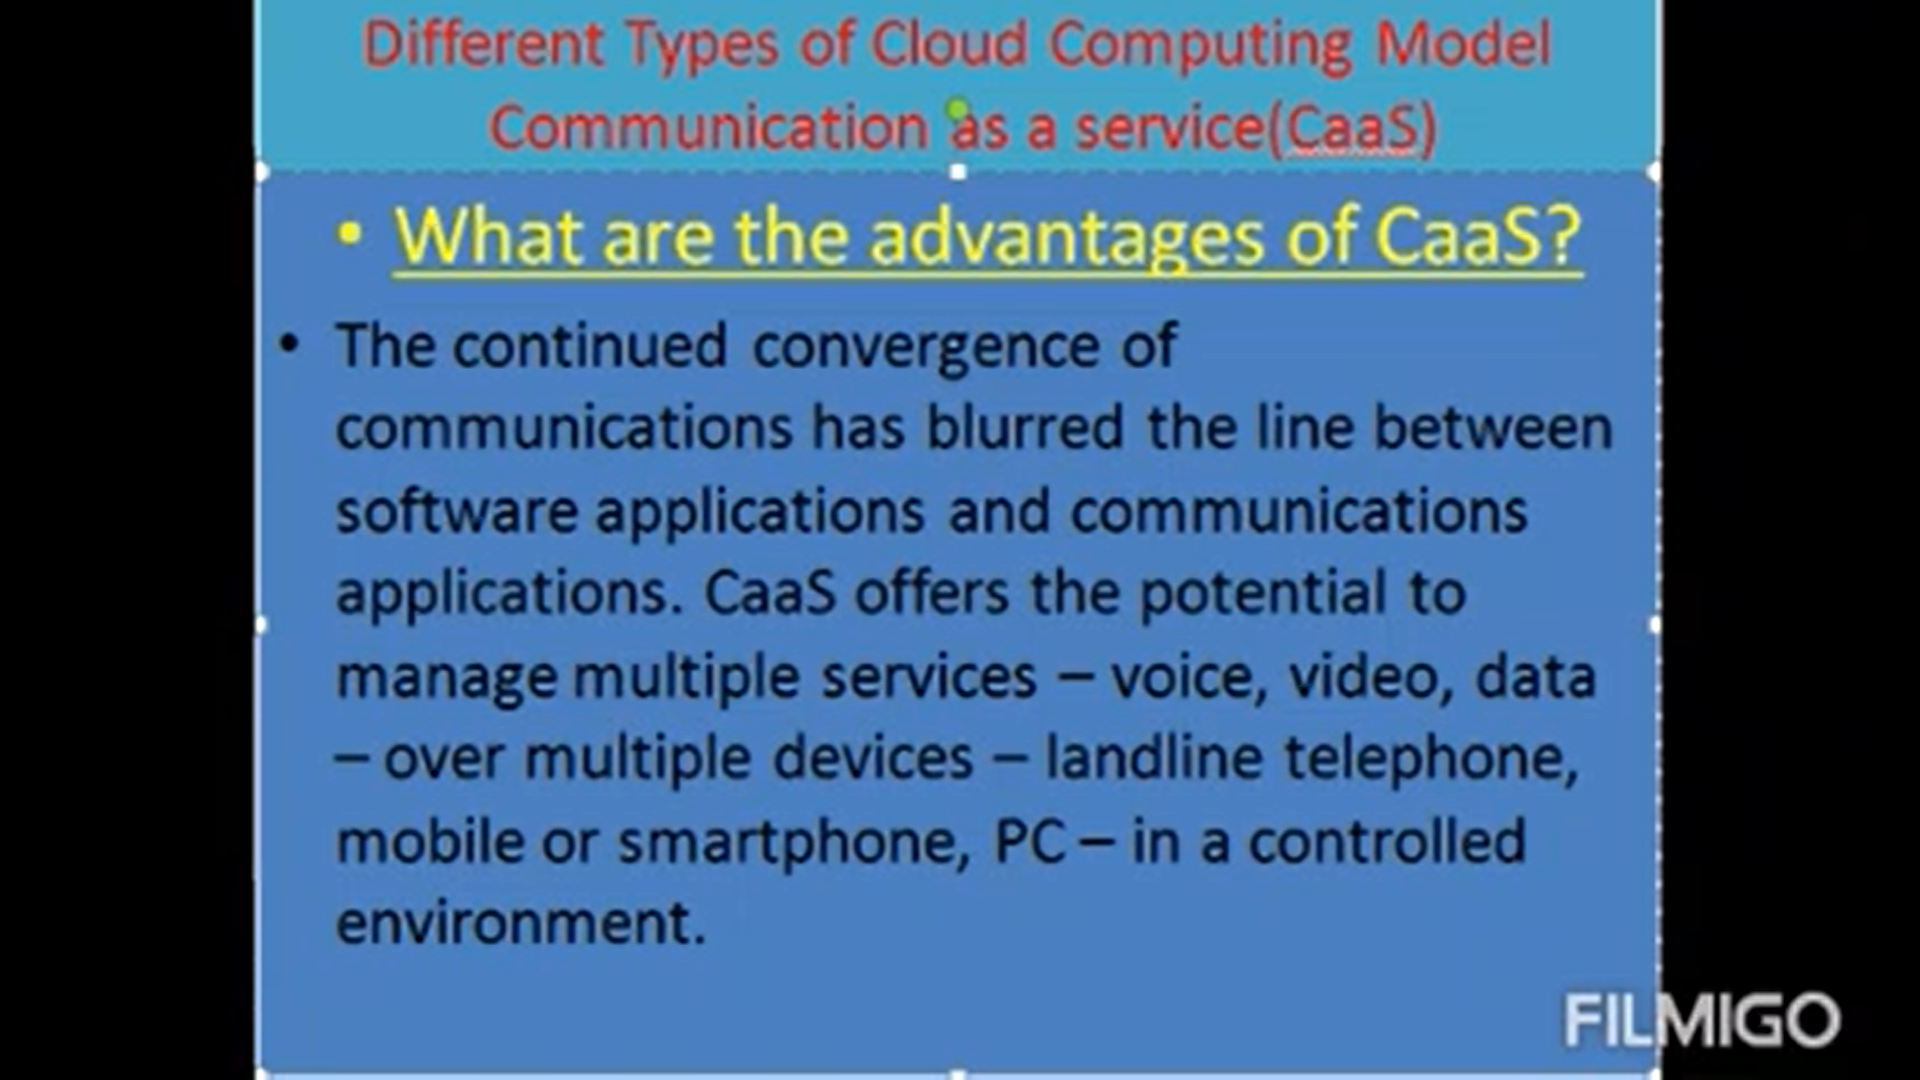 Different Types of Cloud Computing Model
Communication as a service(CaaS)
• What are the advantages of CaaS?
• The continued convergence of
communications has blurred the line between
software applications and communications
applications. CaaS offers the potential to
manage multiple services – voice, video, data
– over multiple devices – landline telephone,
mobile or smartphone, PC – in a controlled
environment.
FILMIGO